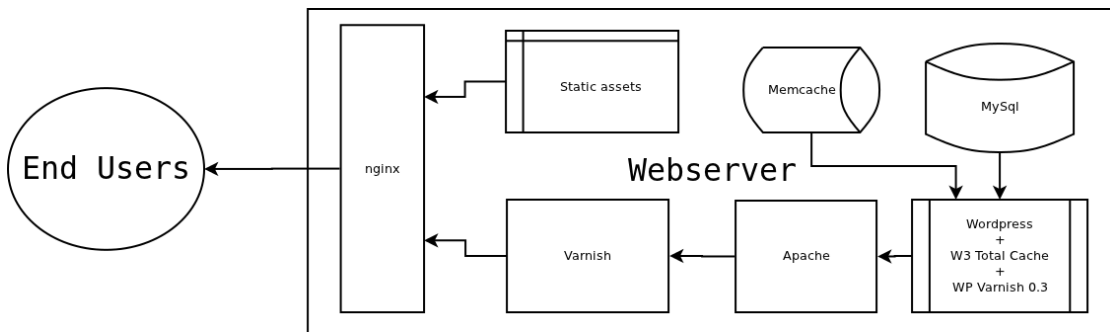 Static assets
Memcache
MySql
End Users
nginx
Webserver
Varnish
Apache
Wordpress
+
W3 Total Cache
+
WP Varnish 0.3